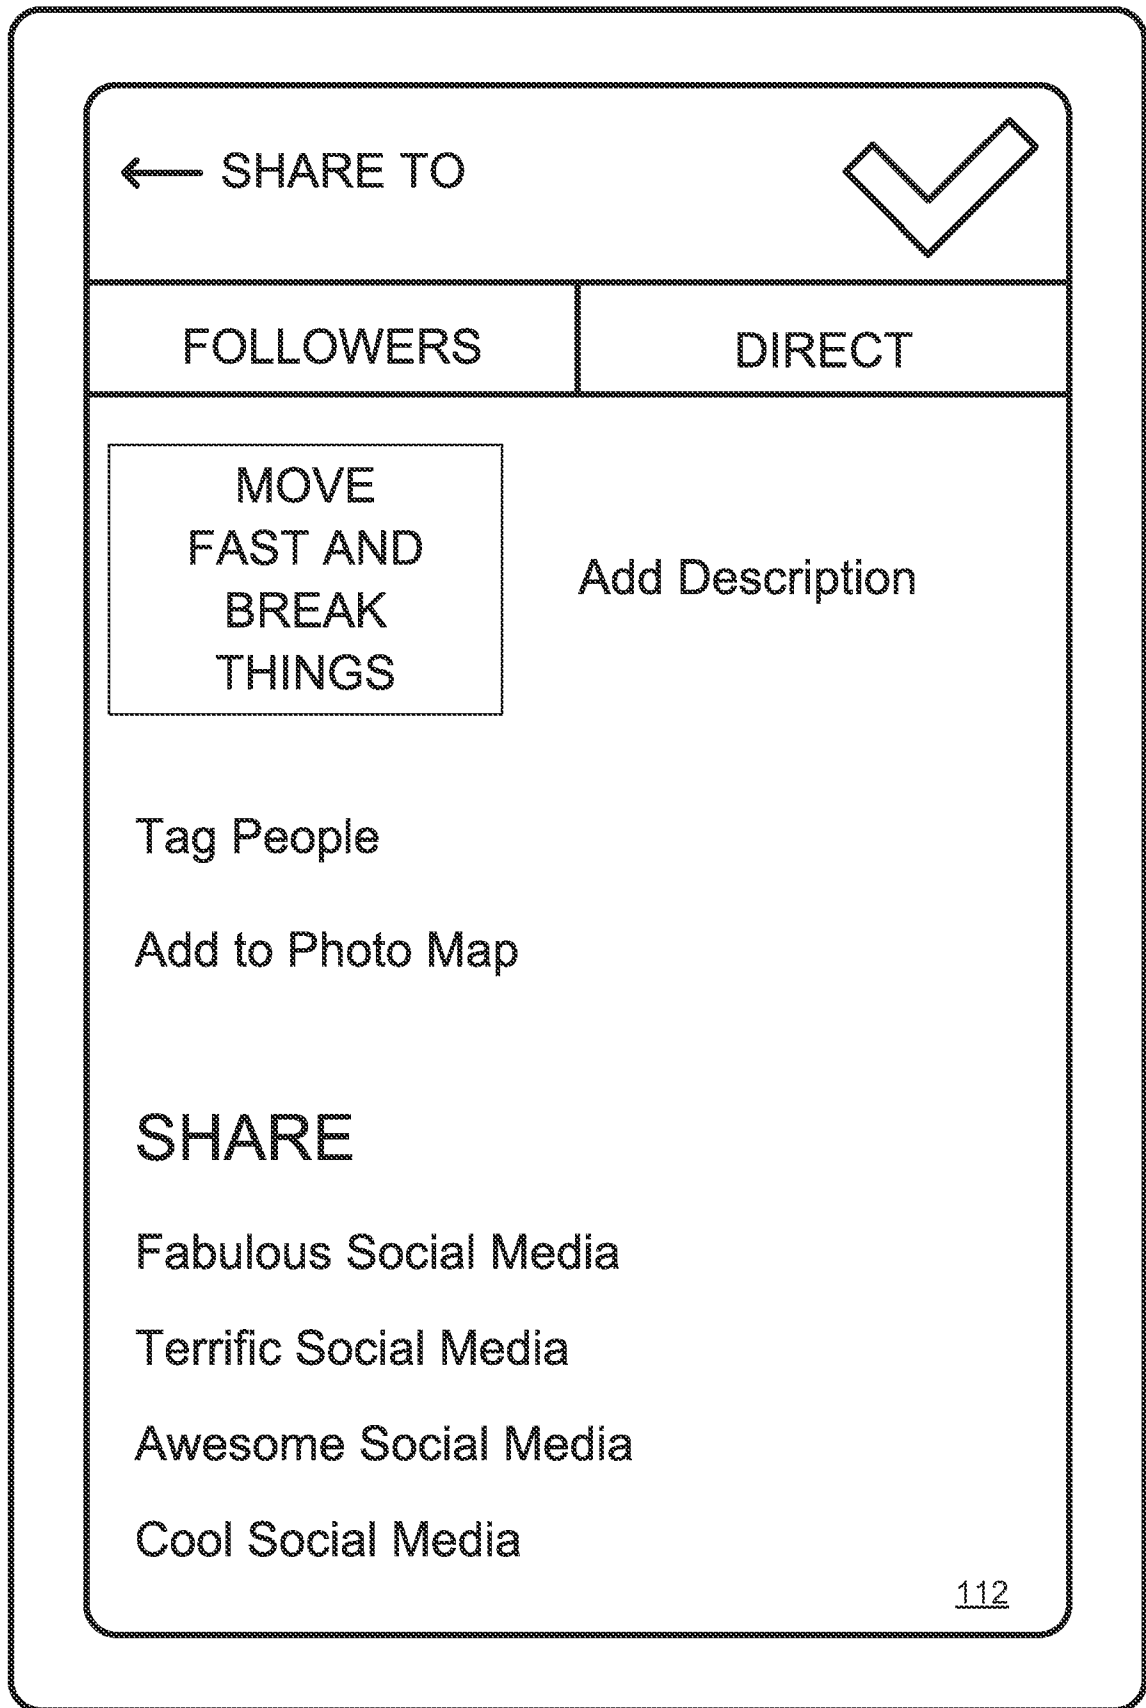 SHARE TO
FOLLOWERS
DIRECT
MOVE
FAST AND
BREAK
THINGS
Add Description
Tag People
Add to Photo Map
SHARE
Fabulous Social Media
Terrific Social Media
Awesome Social Media
Cool Social Media
112